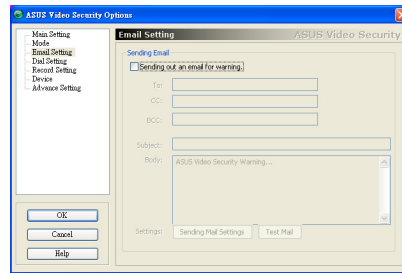 ASUS Video Security Options
Main Setting
Mode
Email Setting
Dial Setting
Record Setting
Device
Advance Setting
OK
Cancel
Help
Email Setting
ASUS Video Security
Sending Email
Sending out an email for warning.
To:
CC:
BCC:
Subject:
Body:
ASUS Video Security Warning...
Settings:
Sending Mail Settings
Test Mail